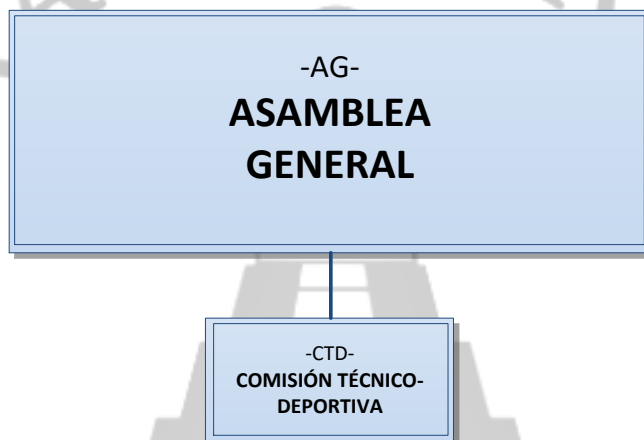 -AG-
ASAMBLEA
GENERAL
-CTD-
COMISIÓN TÉCNICO-
DEPORTIVA